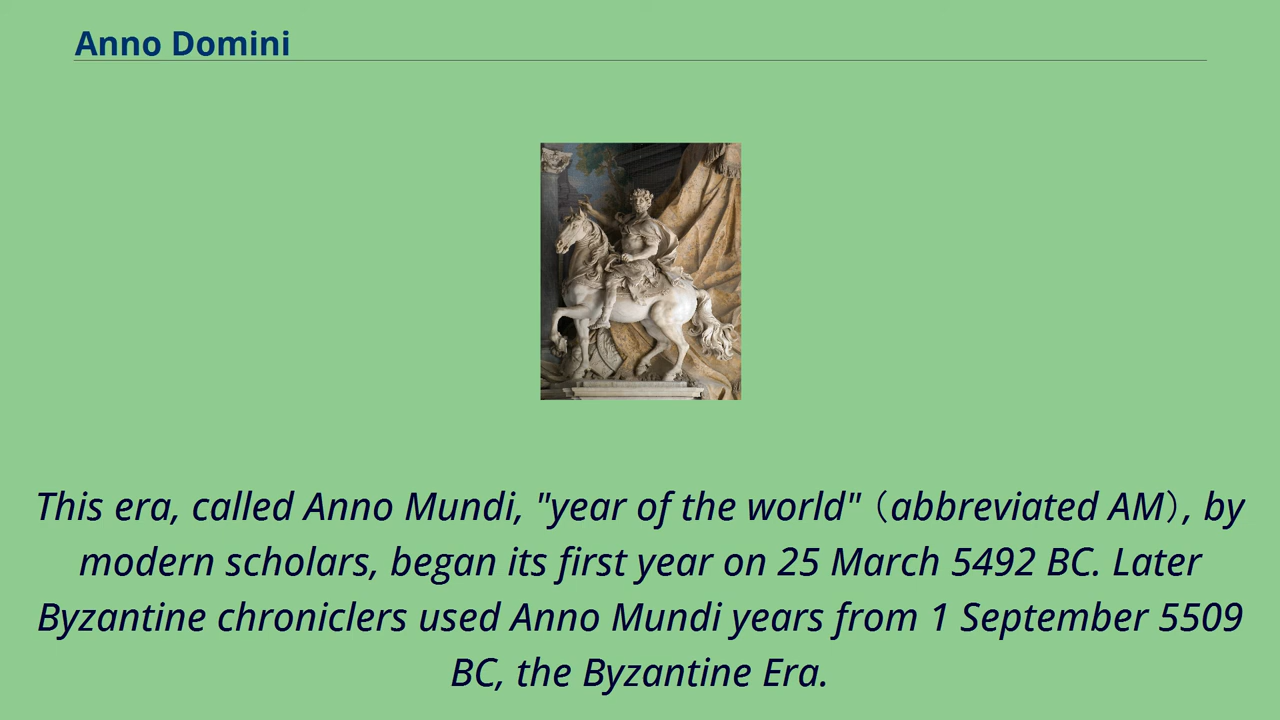 Anno Domini
This era, called Anno Mundi, "year of the world"（abbreviated AM）, by
modern scholars, began its first year on 25 March 5492 BC. Later
Byzantine chroniclers used Anno Mundi years from 1 September 5509
BC, the Byzantine Era.